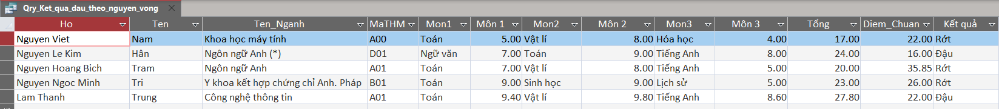 Qry_Ket_qua_dau_theo_nguyen_vong
Ho Ten Ten_Nganh MaTHM Mon1 Môn 1 Mon2 Môn 2 Mon3 Môn 3 Tổng Diem_Chuan Kết quả
Nguyen Viet Nam Khoa học máy tính A00 Toán 5.00 Vật lí 8.00 Hóa học 4.00 17.00 22.00 Rớt
Nguyen Le Kim Hân Ngôn ngữ Anh (*) D01 Ngữ văn 7.00 Toán 9.00 Tiếng Anh 8.00 24.00 16.00 Đậu
Nguyen Hoang Bich Tram Ngôn ngữ Anh A01 Toán 7.00 Vật lí 8.00 Tiếng Anh 5.00 20.00 35.85 Rớt
Nguyen Ngoc Minh Tri Y khoa kết hợp chứng chỉ Anh. Pháp B01 Toán 9.00 Sinh học 9.00 Lịch sử 5.00 23.00 26.00 Rớt
Lam Thanh Trung Công nghệ thông tin A01 Toán 9.40 Vật lí 9.80 Tiếng Anh 8.60 27.80 22.00 Đậu